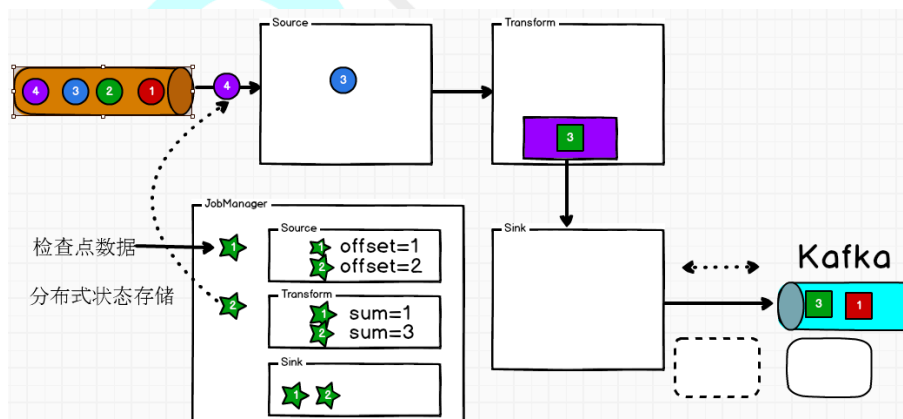 Source
Transform
4 3 2 1
4
3
3
JobManager
检查点数据
1
Source
1 offset=1
2 offset=2
分布式状态存储
2
Transform
1 sum=1
2 sum=3
Sink
1 2
Sink
Kafka
3 1